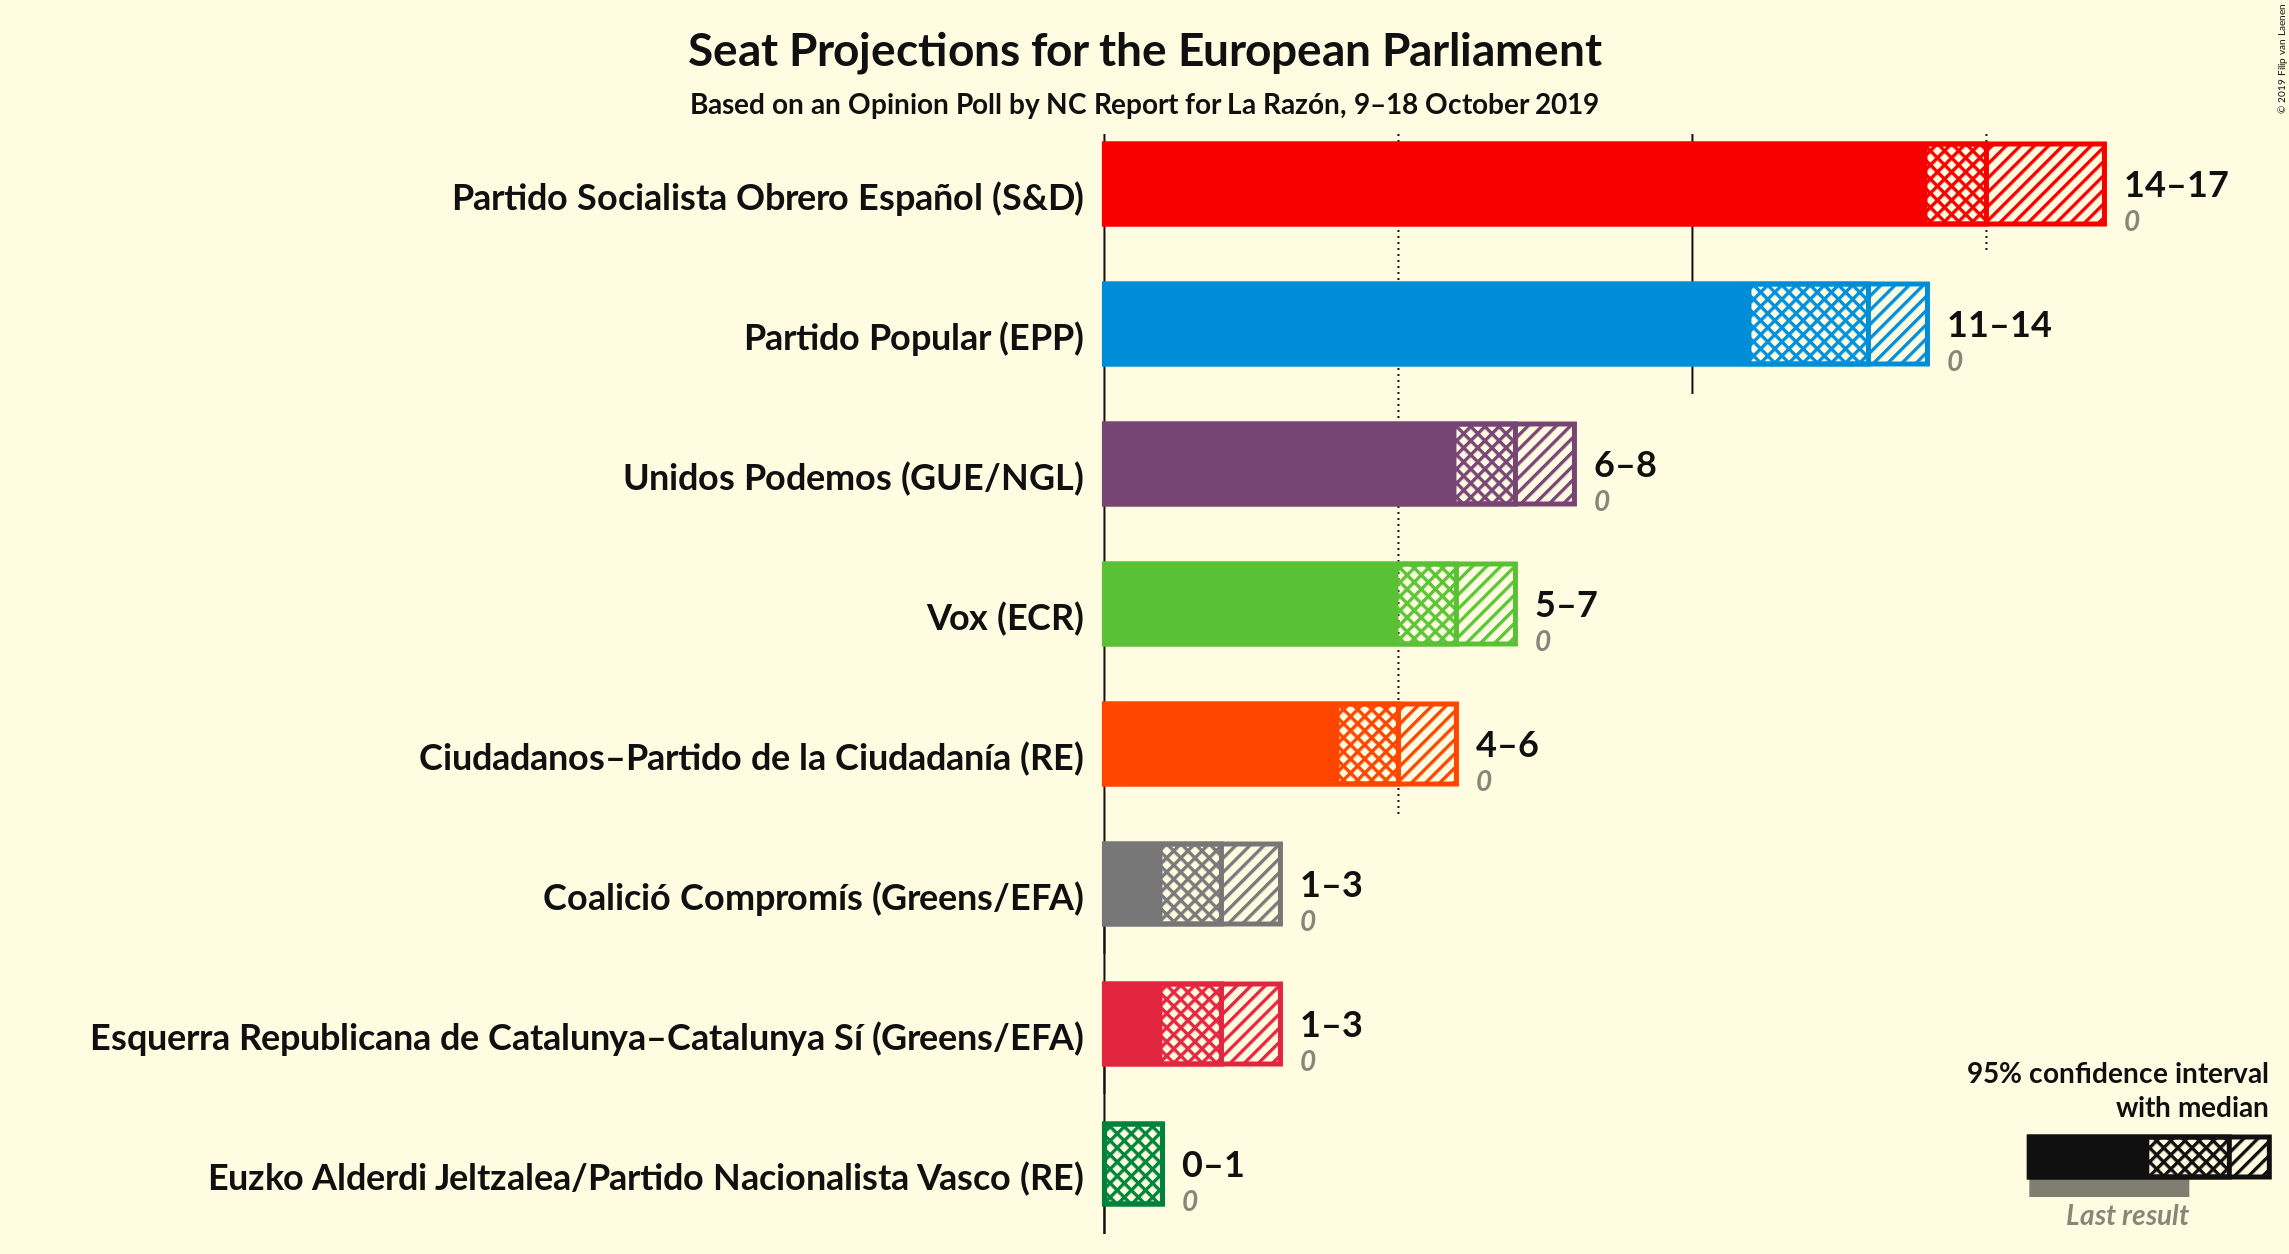 Seat Projections for the European Parliament
Based on an Opinion Poll by NC Report for La Razón, 9–18 October 2019
© 2019 Filip van Laenen
Partido Socialista Obrero Español (S&D)
14–17
0
Partido Popular (EPP)
11–14
0
Unidos Podemos (GUE/NGL)
6–8
0
Vox (ECR)
5–7
0
Ciudadanos–Partido de la Ciudadanía (RE)
4–6
0
Coalició Compromís (Greens/EFA)
1–3
0
Esquerra Republicana de Catalunya–Catalunya Sí (Greens/EFA)
1–3
0
Euzko Alderdi Jeltzalea/Partido Nacionalista Vasco (RE)
0–1
0
95% confidence interval
with median
Last result